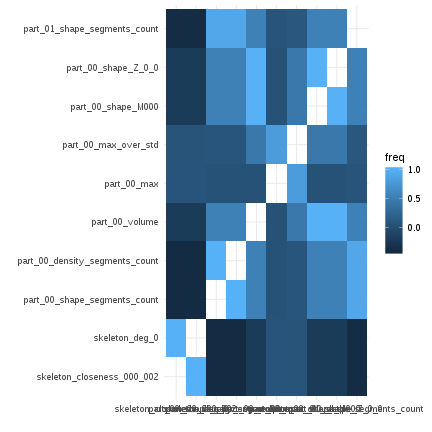 part_01_shape_segments_count
part_00_shape_Z_0_0
part_00_shape_M000
part_00_max_over_std
part_00_max
part_00_volume
part_00_density_segments_count
part_00_shape_segments_count
skeleton_deg_0
skeleton_closeness_000_002
freq
1.0
0.5
0.0